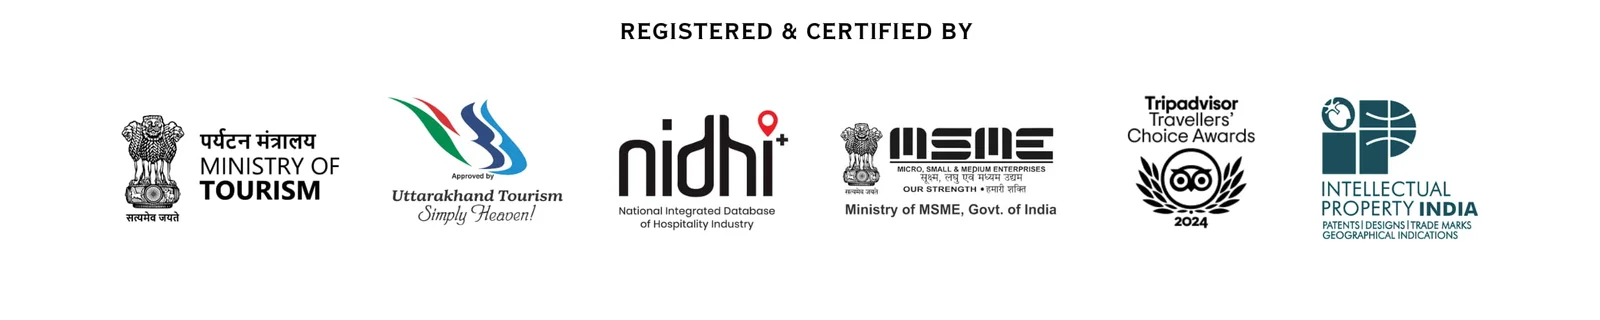 REGISTERED & CERTIFIED BY
पर्यटन मंत्रालय
MINISTRY OF
TOURISM
सत्यमेव जयते
Approved by
Uttarakhand Tourism
Simply Heaven!
nidhi+
National Integrated Database
of Hospitality Industry
MSME
MICRO, SMALL & MEDIUM ENTERPRISES
सूक्ष्म, लघु एवं मध्यम उद्यम
सत्यमेव जयते
OUR STRENGTH • हमारी शक्ति
Ministry of MSME, Govt. of India
Tripadvisor
Travellers'
Choice Awards
2024
iP
INTELLECTUAL
PROPERTY INDIA
PATENTS | DESIGNS | TRADE MARKS
GEOGRAPHICAL INDICATIONS